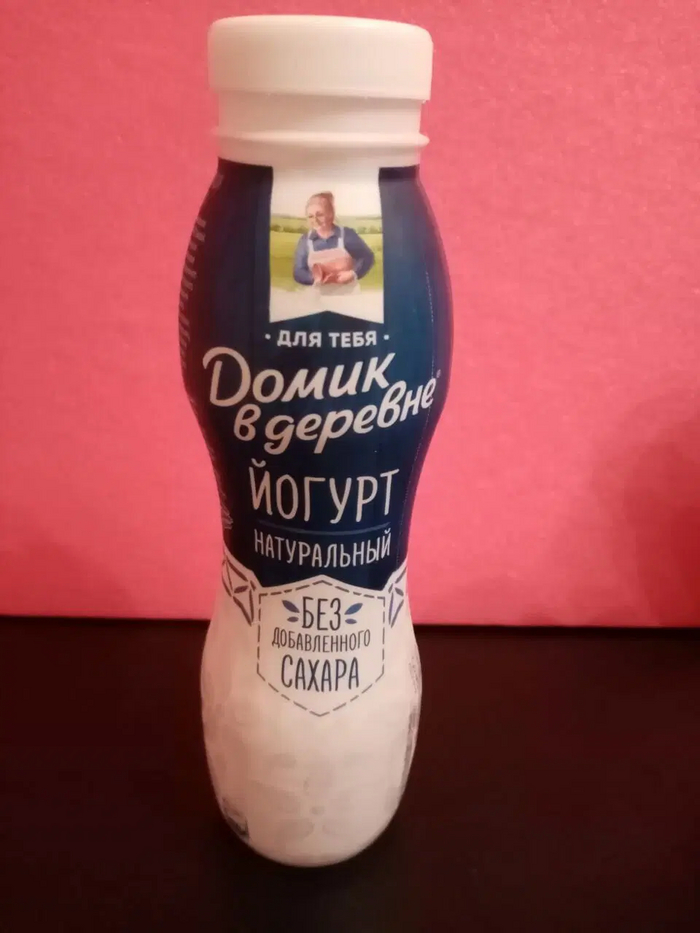 • ДЛЯ ТЕБЯ •
Домик
в деревне®
ЙОГУРТ
НАТУРАЛЬНЫЙ
БЕЗ
ДОБАВЛЕННОГО
САХАРА